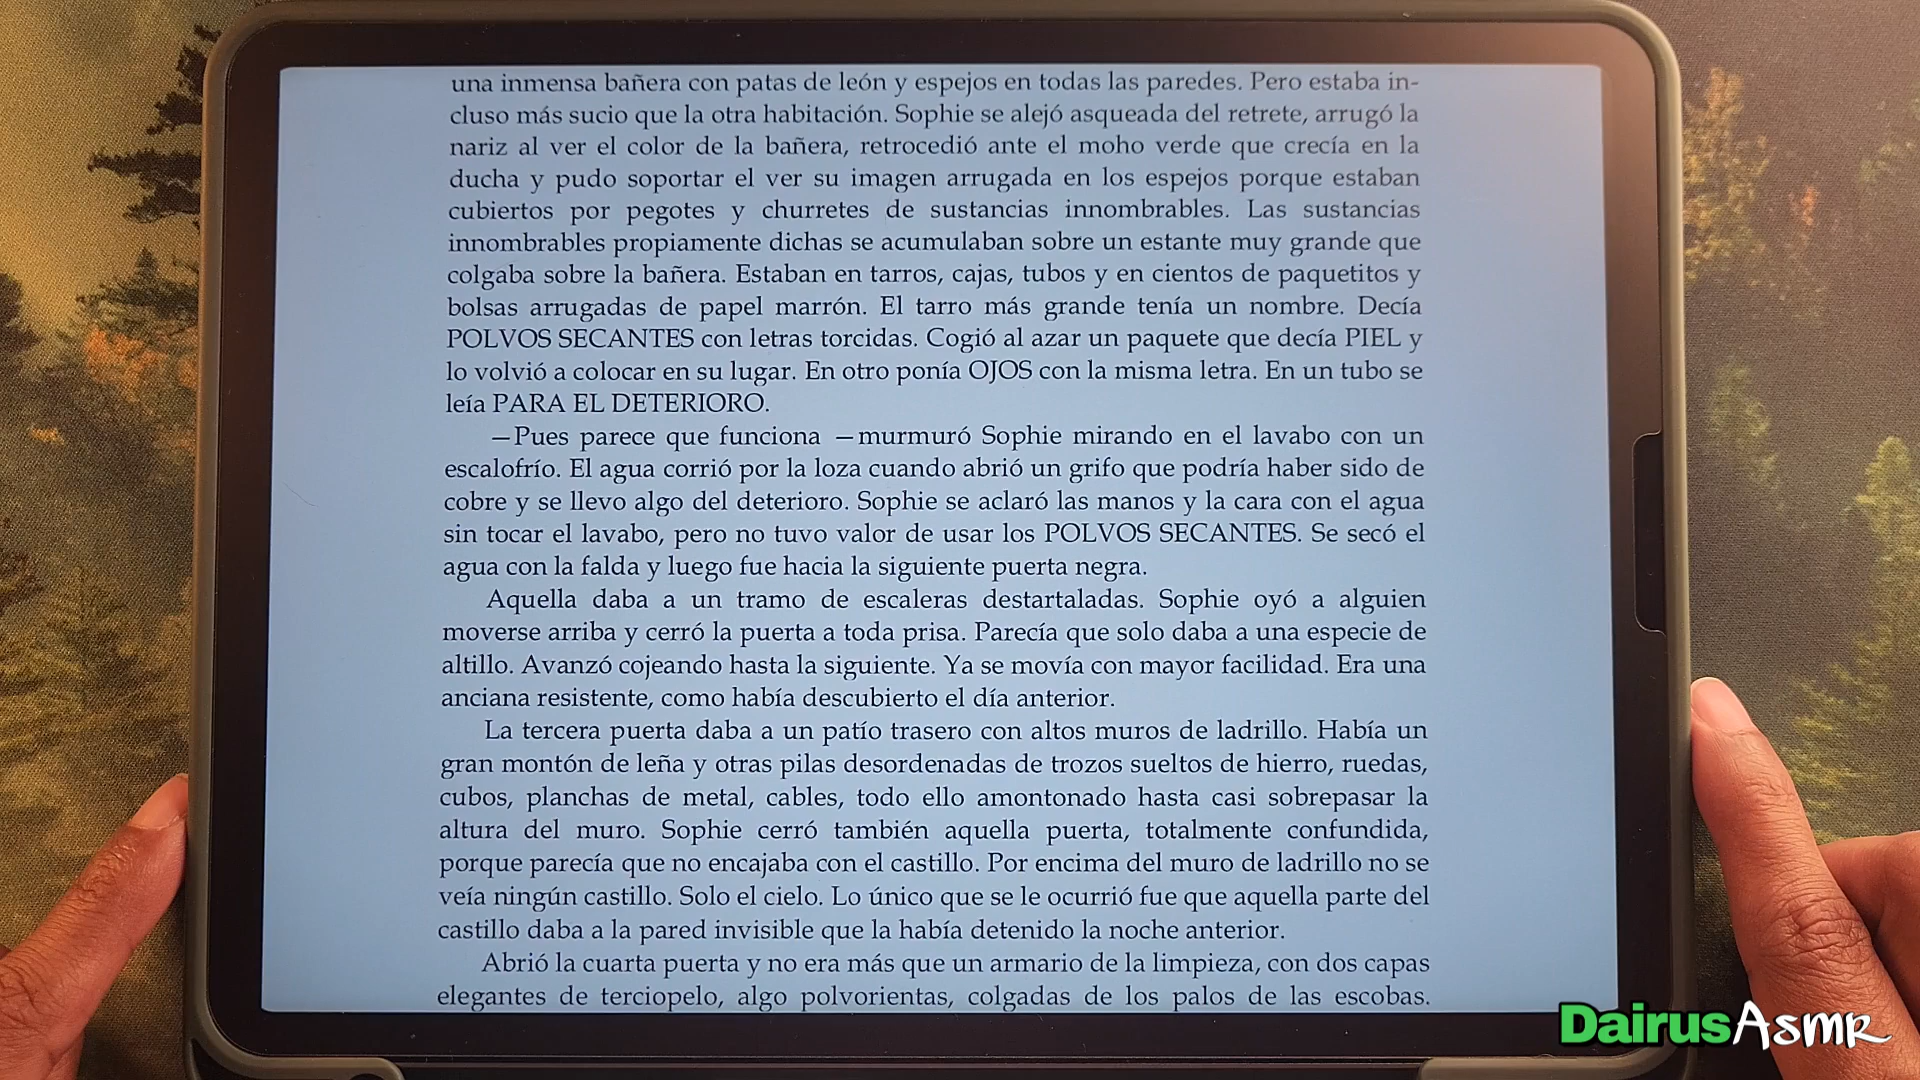 una inmensa bañera con patas de león y espejos en todas las paredes. Pero estaba in-
cluso más sucio que la otra habitación. Sophie se alejó asqueada del retrete, arrugó la
nariz al ver el color de la bañera, retrocedió ante el moho verde que crecía en la
ducha y pudo soportar el ver su imagen arrugada en los espejos porque estaban
cubiertos por pegotes y churretes de sustancias innombrables. Las sustancias
innombrables propiamente dichas se acumulaban sobre un estante muy grande que
colgaba sobre la bañera. Estaban en tarros, cajas, tubos y en cientos de paquetitos y
bolsas arrugadas de papel marrón. El tarro más grande tenía un nombre. Decía
POLVOS SECANTES con letras torcidas. Cogió al azar un paquete que decía PIEL y
lo volvió a colocar en su lugar. En otro ponía OJOS con la misma letra. En un tubo se
leía PARA EL DETERIORO.
—Pues parece que funciona —murmuró Sophie mirando en el lavabo con un
escalofrío. El agua corrió por la loza cuando abrió un grifo que podría haber sido de
cobre y se llevo algo del deterioro. Sophie se aclaró las manos y la cara con el agua
sin tocar el lavabo, pero no tuvo valor de usar los POLVOS SECANTES. Se secó el
agua con la falda y luego fue hacia la siguiente puerta negra.
Aquella daba a un tramo de escaleras destartaladas. Sophie oyó a alguien
moverse arriba y cerró la puerta a toda prisa. Parecía que solo daba a una especie de
altillo. Avanzó cojeando hasta la siguiente. Ya se movía con mayor facilidad. Era una
anciana resistente, como había descubierto el día anterior.
La tercera puerta daba a un patío trasero con altos muros de ladrillo. Había un
gran montón de leña y otras pilas desordenadas de trozos sueltos de hierro, ruedas,
cubos, planchas de metal, cables, todo ello amontonado hasta casi sobrepasar la
altura del muro. Sophie cerró también aquella puerta, totalmente confundida,
porque parecía que no encajaba con el castillo. Por encima del muro de ladrillo no se
veía ningún castillo. Solo el cielo. Lo único que se le ocurrió fue que aquella parte del
castillo daba a la pared invisible que la había detenido la noche anterior.
Abrió la cuarta puerta y no era más que un armario de la limpieza, con dos capas
elegantes de terciopelo, algo polvorientas, colgadas de los palos de las escobas.
DairusAsmr